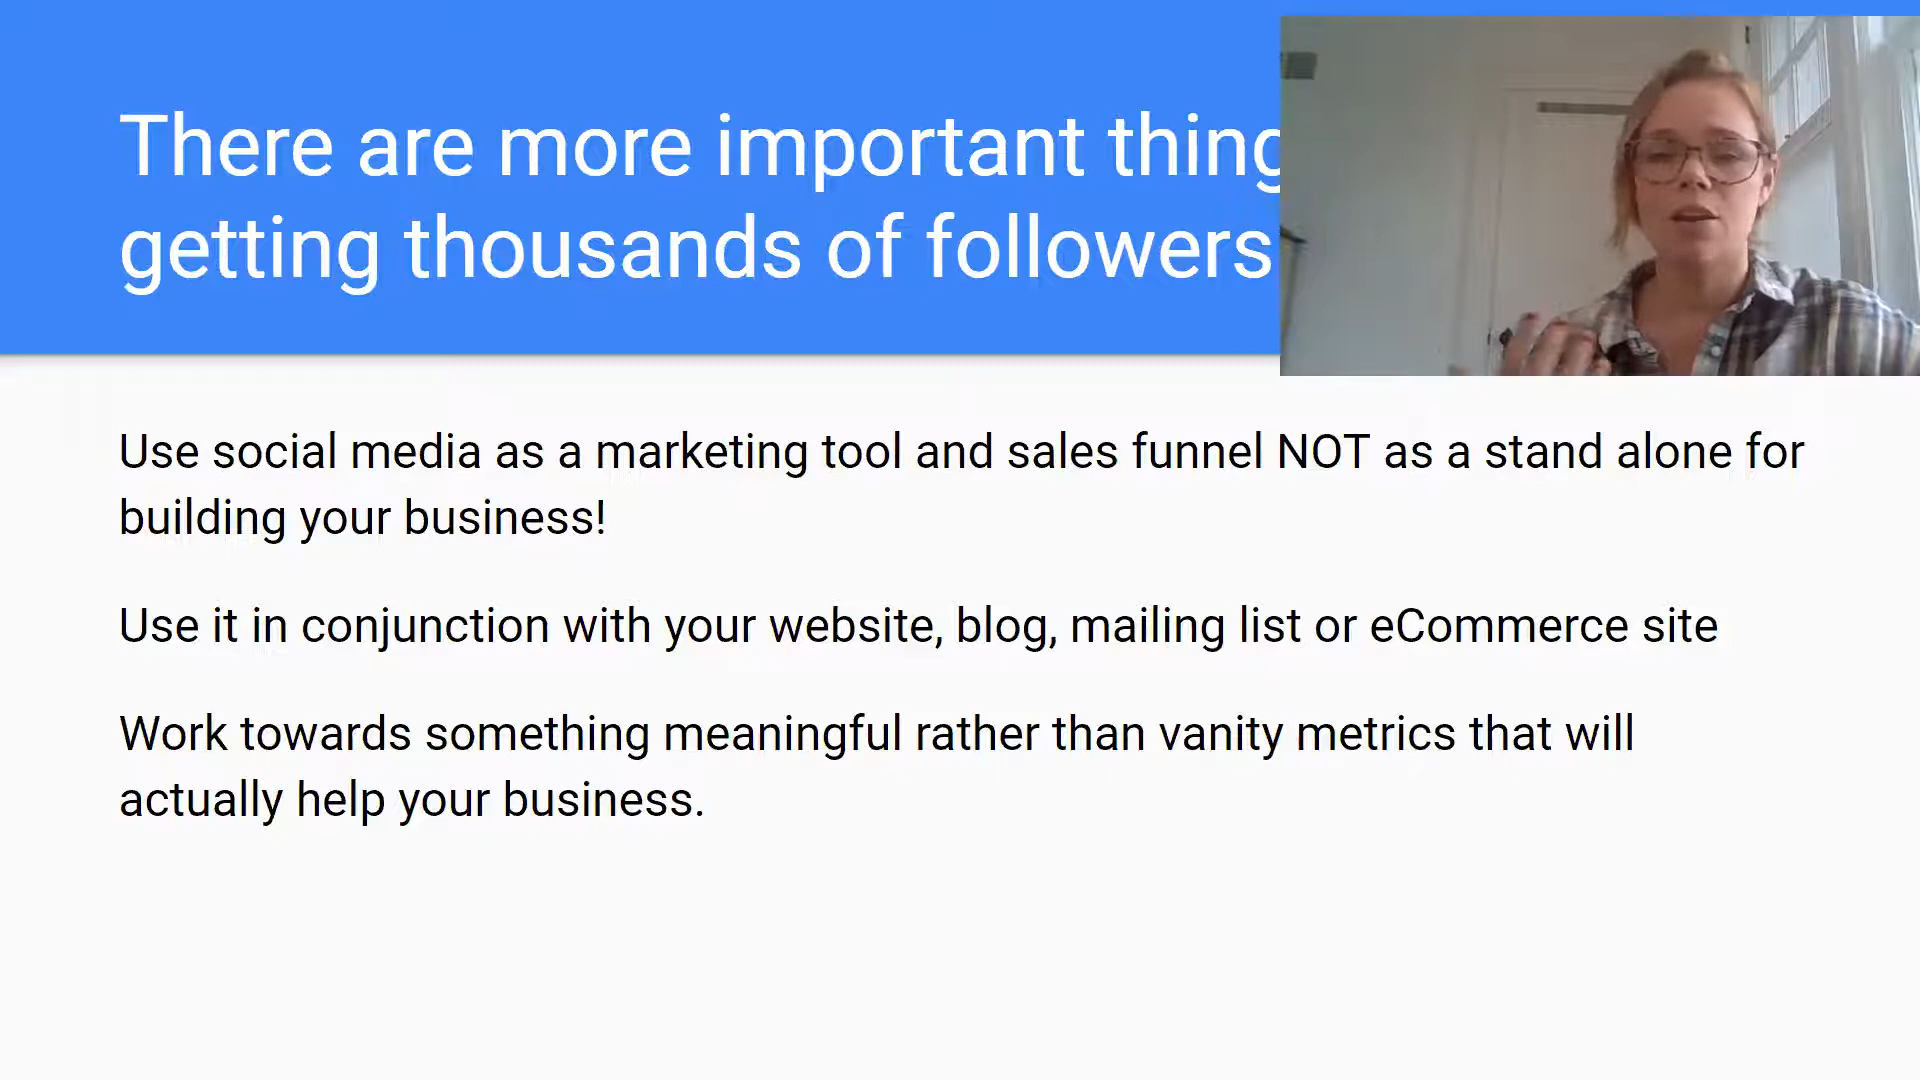 There are more important thing
getting thousands of followers
Use social media as a marketing tool and sales funnel NOT as a stand alone for
building your business!
Use it in conjunction with your website, blog, mailing list or eCommerce site
Work towards something meaningful rather than vanity metrics that will
actually help your business.